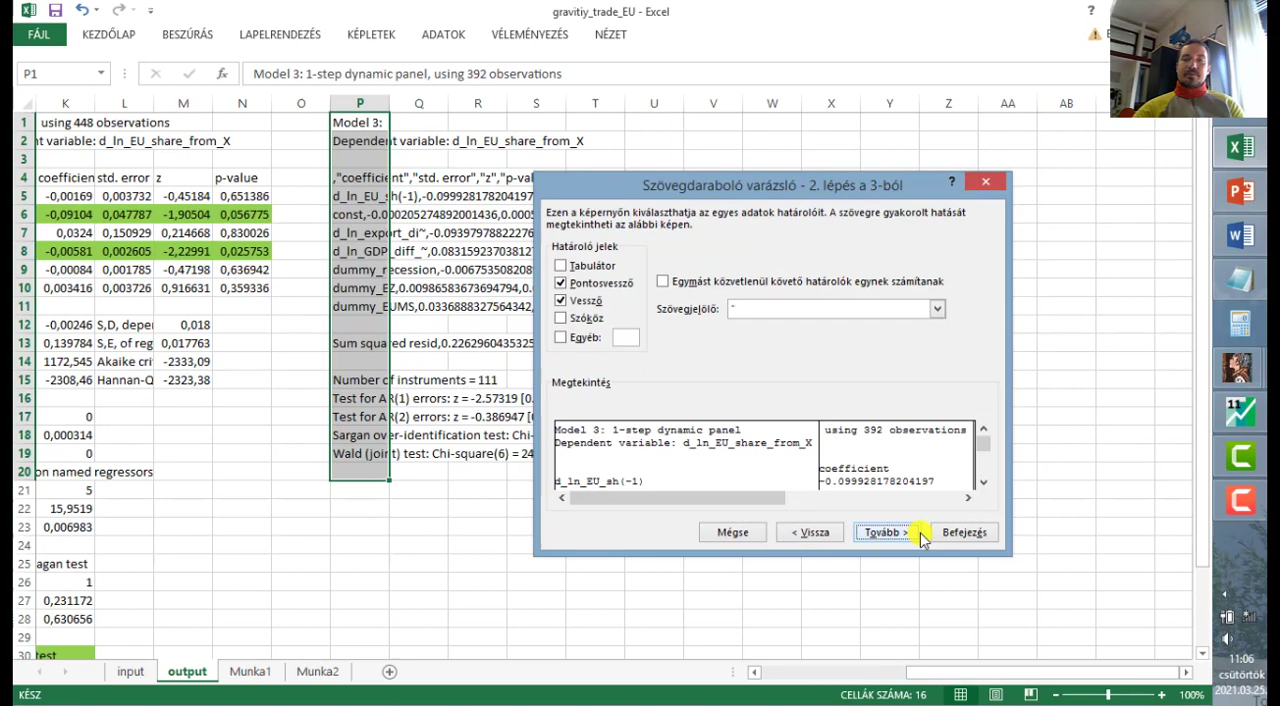 gravitiy_trade_EU - Excel
?
FÁJL KEZDŐLAP BESZÚRÁS LAPELRENDEZÉS KÉPLETEK ADATOK VÉLEMÉNYEZÉS NÉZET
P1 fx Model 3: 1-step dynamic panel, using 392 observations
K L M N O P Q R S T U V W X Y Z AA AB
1 using 448 observations Model 3:
2 nt variable: d_ln_EU_share_from_X Dependent variable: d_ln_EU_share_from_X
3
4 coefficien std. error z p-value ,"coefficient","std. error","z","p-val
5 -0,00169 0,003732 -0,45184 0,651386 d_ln_EU_sh(-1),-0.099928178204197
6 -0,09104 0,047787 -1,90504 0,056775 const,-0.000205274892001436,0.000
7 0,0324 0,150929 0,214668 0,830026 d_ln_export_di~,-0.0939797882227
8 -0,00581 0,002605 -2,22991 0,025753 d_ln_GDP_diff_~,0.0831592370381 2
9 -0,00084 0,001785 -0,47198 0,636942 dummy_recession,-0.006753508208
10 0,003416 0,003726 0,916631 0,359336 dummy_EZ,0.00986583673694794,0.
11 dummy_EUMS,0.0336888327564342,
12 -0,00246 S,D, depe 0,018
13 0,139784 S,E, of reg 0,017763 Sum squared resid,0.2262960435325
14 1172,545 Akaike cri -2333,09
15 -2308,46 Hannan-Q -2323,38 Number of instruments = 111
16 Test for AR(1) errors: z = -2.57319 [0.
17 0 Test for AR(2) errors: z = -0.386947 [
18 0,000314 Sargan over-identification test: Chi-
19 0 Wald (joint) test: Chi-square(6) = 24
20 on named regressors
21 5
22 15,9519
23 0,006983
24
25 agan test
26 1
27 0,231172
28 0,630656
29
30 test
Szövegdaraboló varázsló - 2. lépés a 3-ból
?
Ezen a képernyőn kiválaszthatja az egyes adatok határolóit. A szövegre gyakorolt hatását
megtekintheti az alábbi képen.
Határoló jelek
Tabulátor
Pontosvessző
Vessző
Szóköz
Egyéb:
Egymást közvetlenül követő határolók egynek számítanak
Szövegjelölő: "
Megtekintés
Model 3: 1-step dynamic panel using 392 observations
Dependent variable: d_ln_EU_share_from_X
coefficient
d_ln_EU_sh(-1) -0.099928178204197
Mégse < Vissza Tovább > Befejezés
input output Munka1 Munka2
KÉSZ CELLÁK SZÁMA: 16 100%
11:06
csütörtök
2021.03.25.